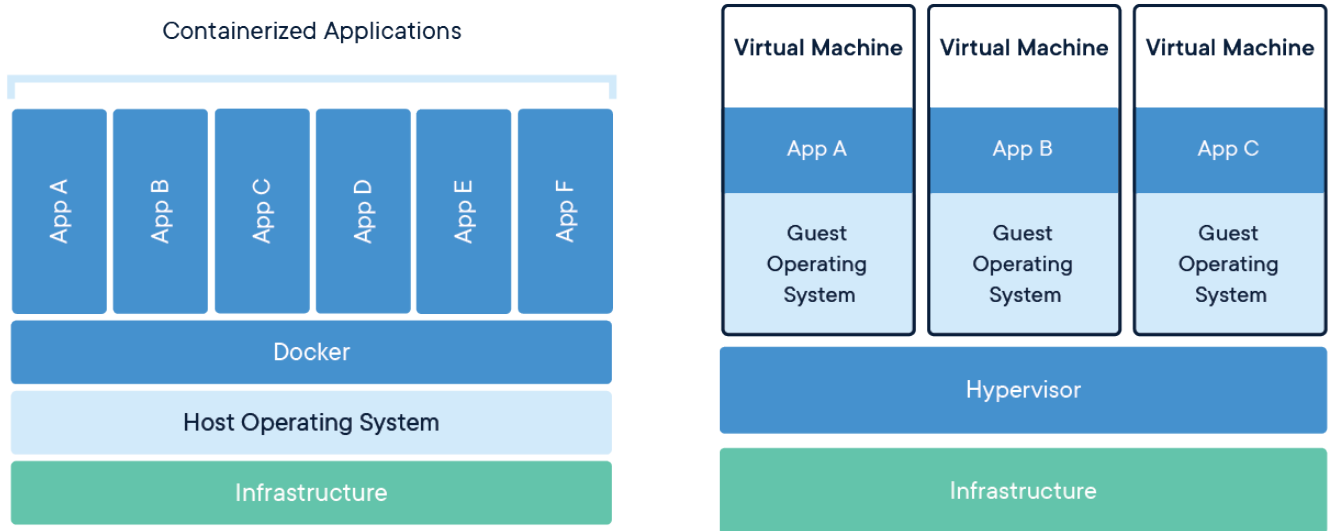 Containerized Applications
App A
App B
App C
App D
App E
App F
Docker
Host Operating System
Infrastructure
Virtual Machine
App A
Guest
Operating
System
Virtual Machine
App B
Guest
Operating
System
Virtual Machine
App C
Guest
Operating
System
Hypervisor
Infrastructure